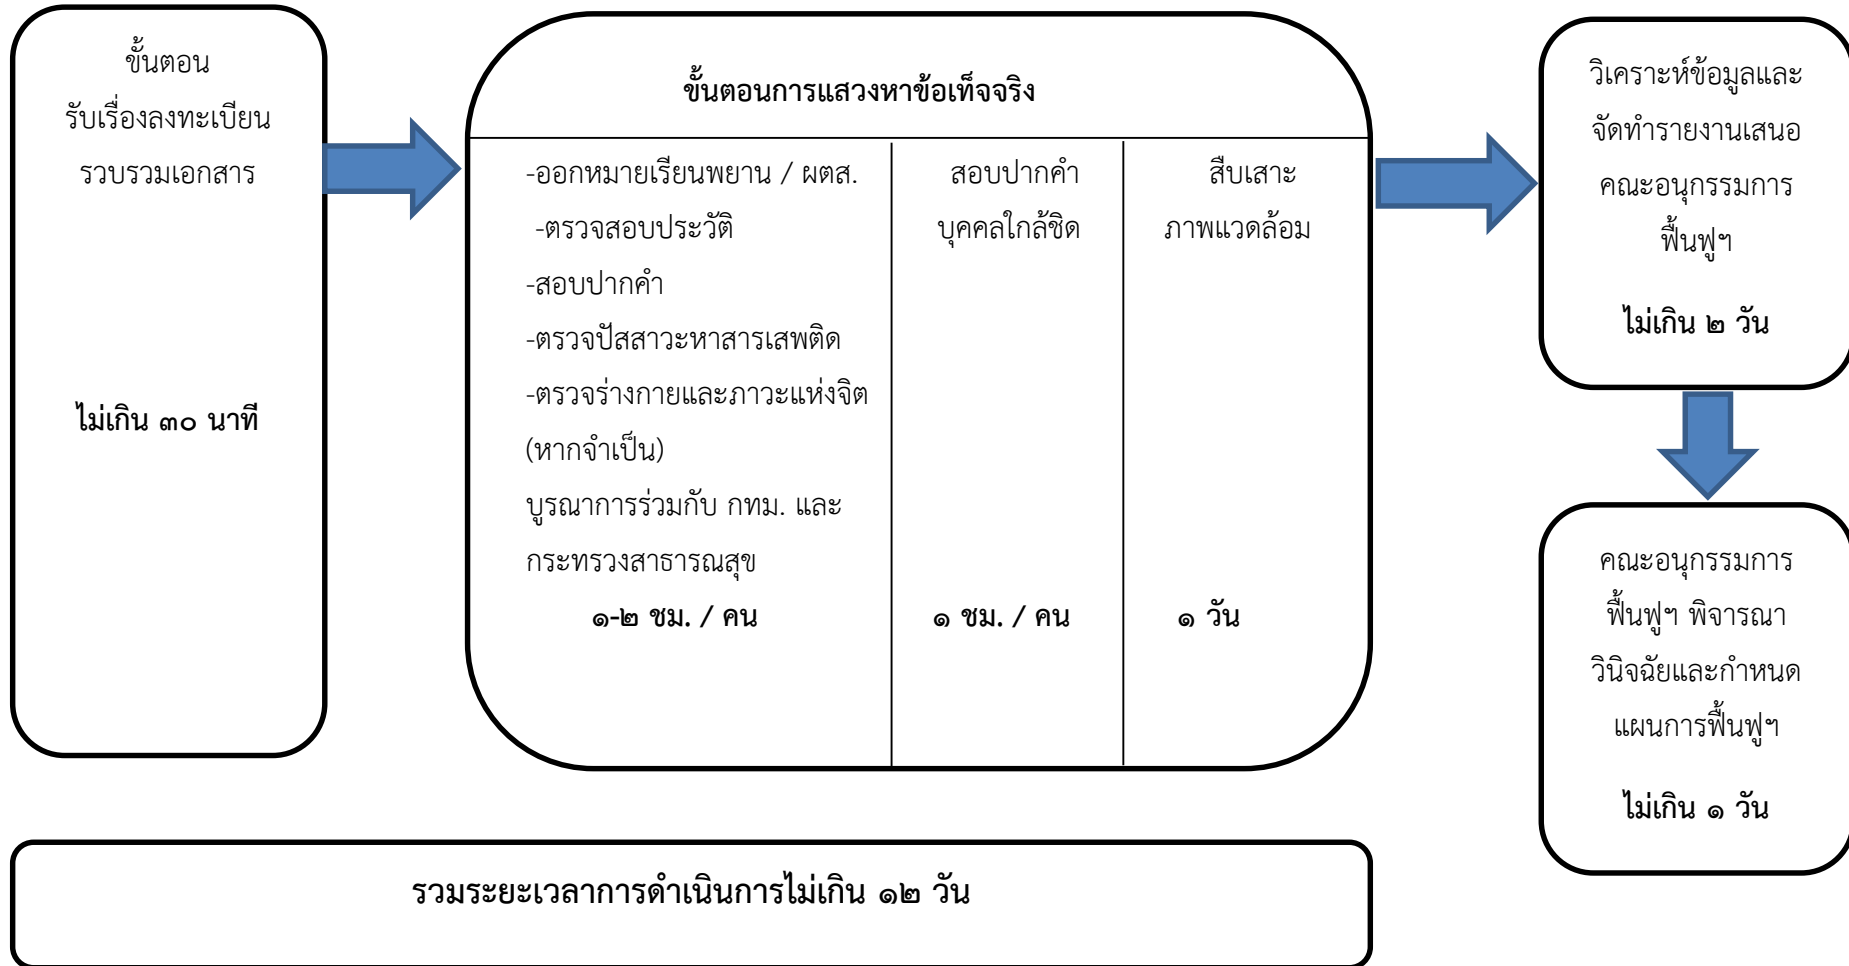 ขั้นตอน
รับเรื่องลงทะเบียน
รวบรวมเอกสาร
ไม่เกิน ๓๐ นาที
ขั้นตอนการแสวงหาข้อเท็จจริง
-ออกหมายเรียนพยาน / ผตส.
-ตรวจสอบประวัติ
-สอบปากคำ
-ตรวจปัสสาวะหาสารเสพติด
-ตรวจร่างกายและภาวะแห่งจิต
(หากจำเป็น)
บูรณาการร่วมกับ กทม. และ
กระทรวงสาธารณสุข
๑-๒ ชม. / คน
สอบปากคำ
บุคคลใกล้ชิด
๑ ชม. / คน
สืบเสาะ
ภาพแวดล้อม
๑ วัน
วิเคราะห์ข้อมูลและ
จัดทำรายงานเสนอ
คณะอนุกรรมการ
ฟื้นฟูฯ
ไม่เกิน ๒ วัน
คณะอนุกรรมการ
ฟื้นฟูฯ พิจารณา
วินิจฉัยและกำหนด
แผนการฟื้นฟูฯ
ไม่เกิน ๑ วัน
รวมระยะเวลาการดำเนินการไม่เกิน ๑๒ วัน